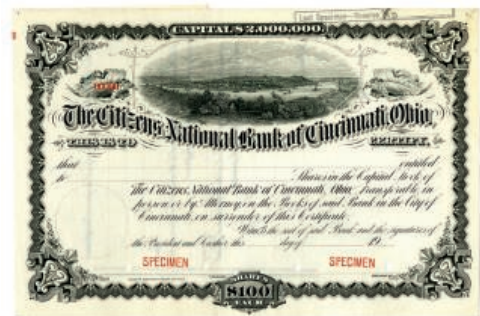 CAPITAL $2,000,000.
The Citizens National Bank of Cincinnati, Ohio,
THIS IS TO CERTIFY,
that entitled
to Shares in the Capital Stock of
The Citizens National Bank of Cincinnati, Ohio, transferable in
person or by Attorney on the Books of said Bank in the City of
Cincinnati, on surrender of this Certificate.
Witness the seal of said Bank and the signatures of
the President and Cashier this day of 19
SPECIMEN SPECIMEN
SHARES
$100
EACH